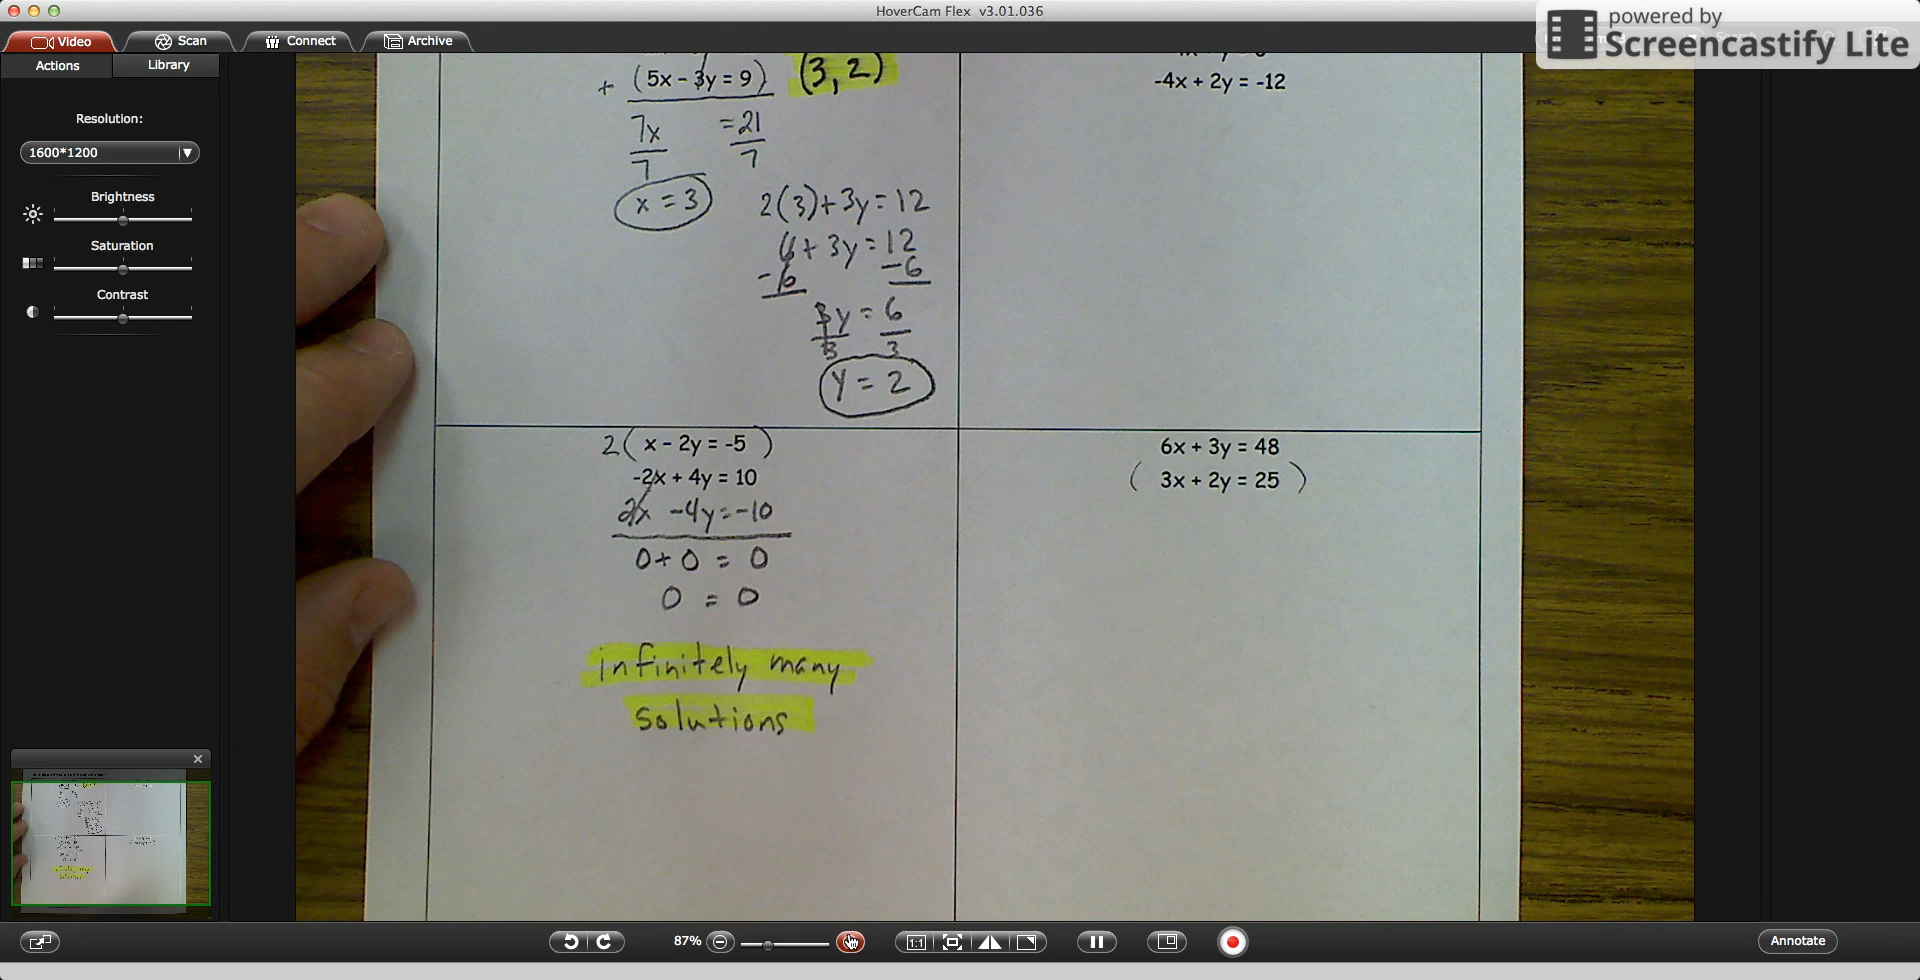 HoverCam Flex v3.01.036
powered by
Screencastify Lite
Video
Scan
Connect
Archive
Actions
Library
Resolution:
1600*1200
Brightness
Saturation
Contrast
+ (5x - 3y = 9) (3, 2)
7x = 21
7 7
x = 3
2(3) + 3y = 12
6 + 3y = 12
-6 -6
3y = 6
3 3
y = 2
-4x + 2y = -12
2( x - 2y = -5 )
-2x + 4y = 10
2x - 4y = -10
0 + 0 = 0
0 = 0
infinitely many
solutions
6x + 3y = 48
( 3x + 2y = 25 )
87%
1:1
Annotate